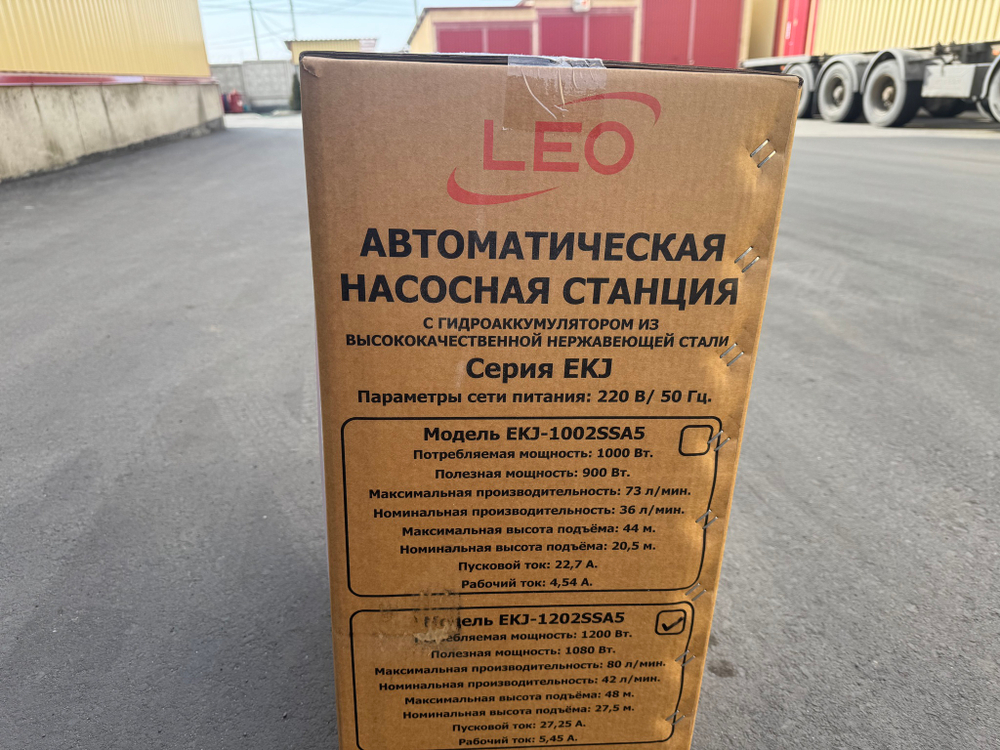 LEO
АВТОМАТИЧЕСКАЯ
НАСОСНАЯ СТАНЦИЯ
С ГИДРОАККУМУЛЯТОРОМ ИЗ
ВЫСОКОКАЧЕСТВЕННОЙ НЕРЖАВЕЮЩЕЙ СТАЛИ
Серия EKJ
Параметры сети питания: 220 В/ 50 Гц.
Модель EKJ-1002SSA5
Потребляемая мощность: 1000 Вт.
Полезная мощность: 900 Вт.
Максимальная производительность: 73 л/мин.
Номинальная производительность: 36 л/мин.
Максимальная высота подъёма: 44 м.
Номинальная высота подъёма: 20,5 м.
Пусковой ток: 22,7 А.
Рабочий ток: 4,54 А.
Модель EKJ-1202SSA5
Потребляемая мощность: 1200 Вт.
Полезная мощность: 1080 Вт.
Максимальная производительность: 80 л/мин.
Номинальная производительность: 42 л/мин.
Максимальная высота подъёма: 48 м.
Номинальная высота подъёма: 27,5 м.
Пусковой ток: 27,25 А.
Рабочий ток: 5,45 А.